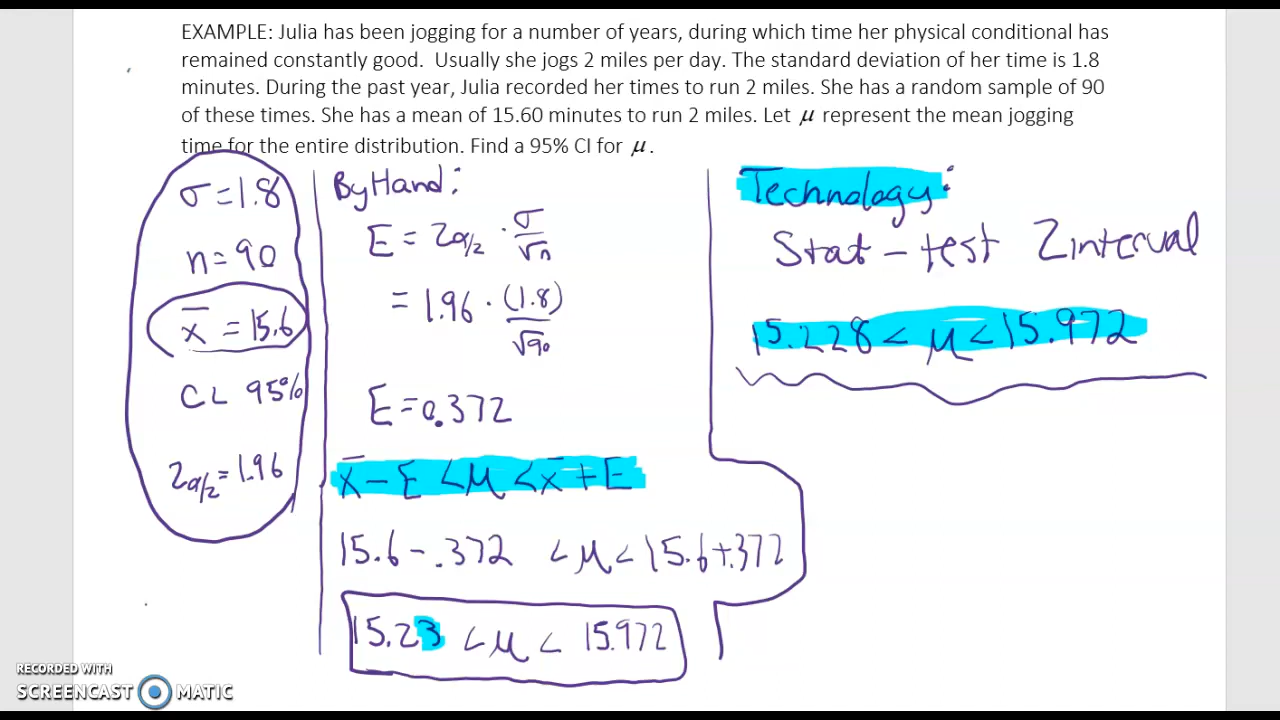 EXAMPLE: Julia has been jogging for a number of years, during which time her physical conditional has
remained constantly good. Usually she jogs 2 miles per day. The standard deviation of her time is 1.8
minutes. During the past year, Julia recorded her times to run 2 miles. She has a random sample of 90
of these times. She has a mean of 15.60 minutes to run 2 miles. Let μ represent the mean jogging
time for the entire distribution. Find a 95% CI for μ.
σ = 1.8
n = 90
x̄ = 15.6
CL 95%
Zα/2 = 1.96
By Hand:
E = Zα/2 · σ/√n
= 1.96 · (1.8)/√90
E = 0.372
x̄ - E < μ < x̄ + E
15.6 - .372 < μ < 15.6 + .372
15.23 < μ < 15.972
Technology:
Stat - test Zinterval
15.228 < μ < 15.972
RECORDED WITH
SCREENCAST MATIC